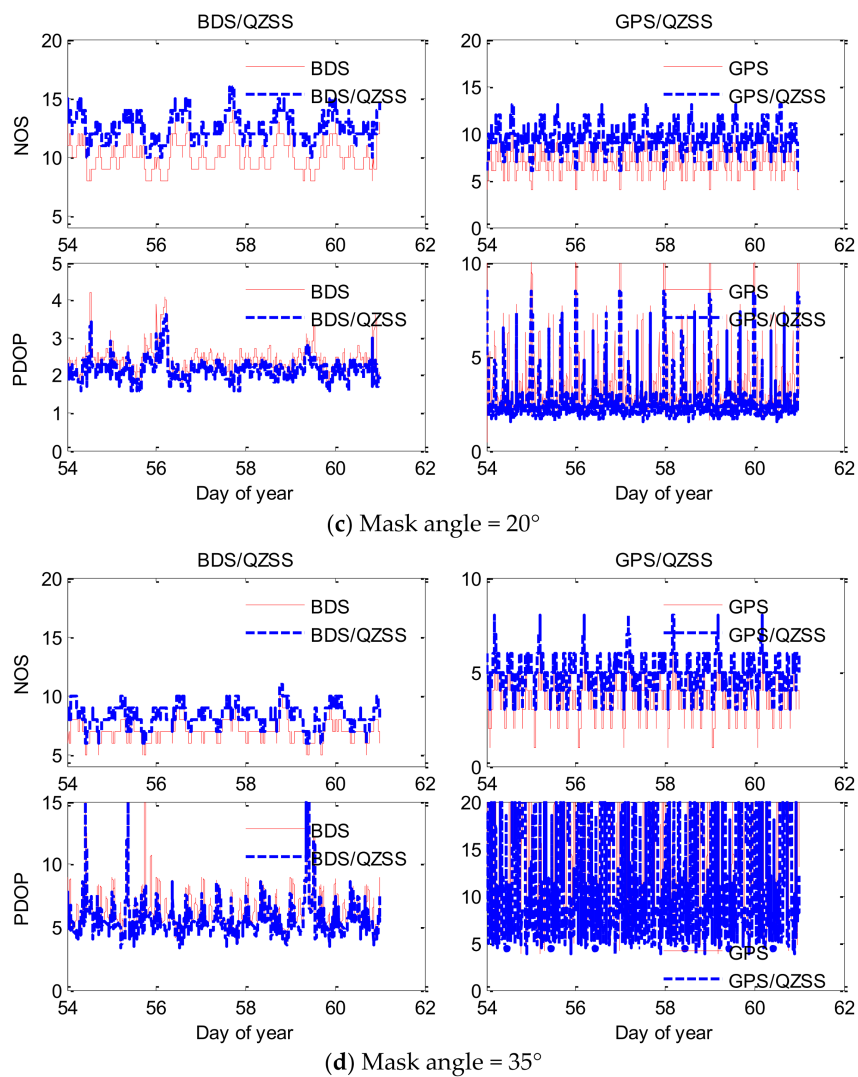 BDS/QZSS GPS/QZSS
20 20
BDS GPS
BDS/QZSS GPS/QZSS
15 15
NOS
10 10
5 5
0
54 56 58 60 62 54 56 58 60 62
5 10
BDS GPS
4
BDS/QZSS GPS/QZSS
3
PDOP
5
2
1
0 0
54 56 58 60 62 54 56 58 60 62
Day of year Day of year
(c) Mask angle = 20°
BDS/QZSS GPS/QZSS
20 10
BDS GPS
BDS/QZSS GPS/QZSS
15
NOS
5
10
5
0
54 56 58 60 62 54 56 58 60 62
15 20
BDS
BDS/QZSS
15
10
PDOP
10
5
5
GPS
GPS/QZSS
0 0
54 56 58 60 62 54 56 58 60 62
Day of year Day of year
(d) Mask angle = 35°